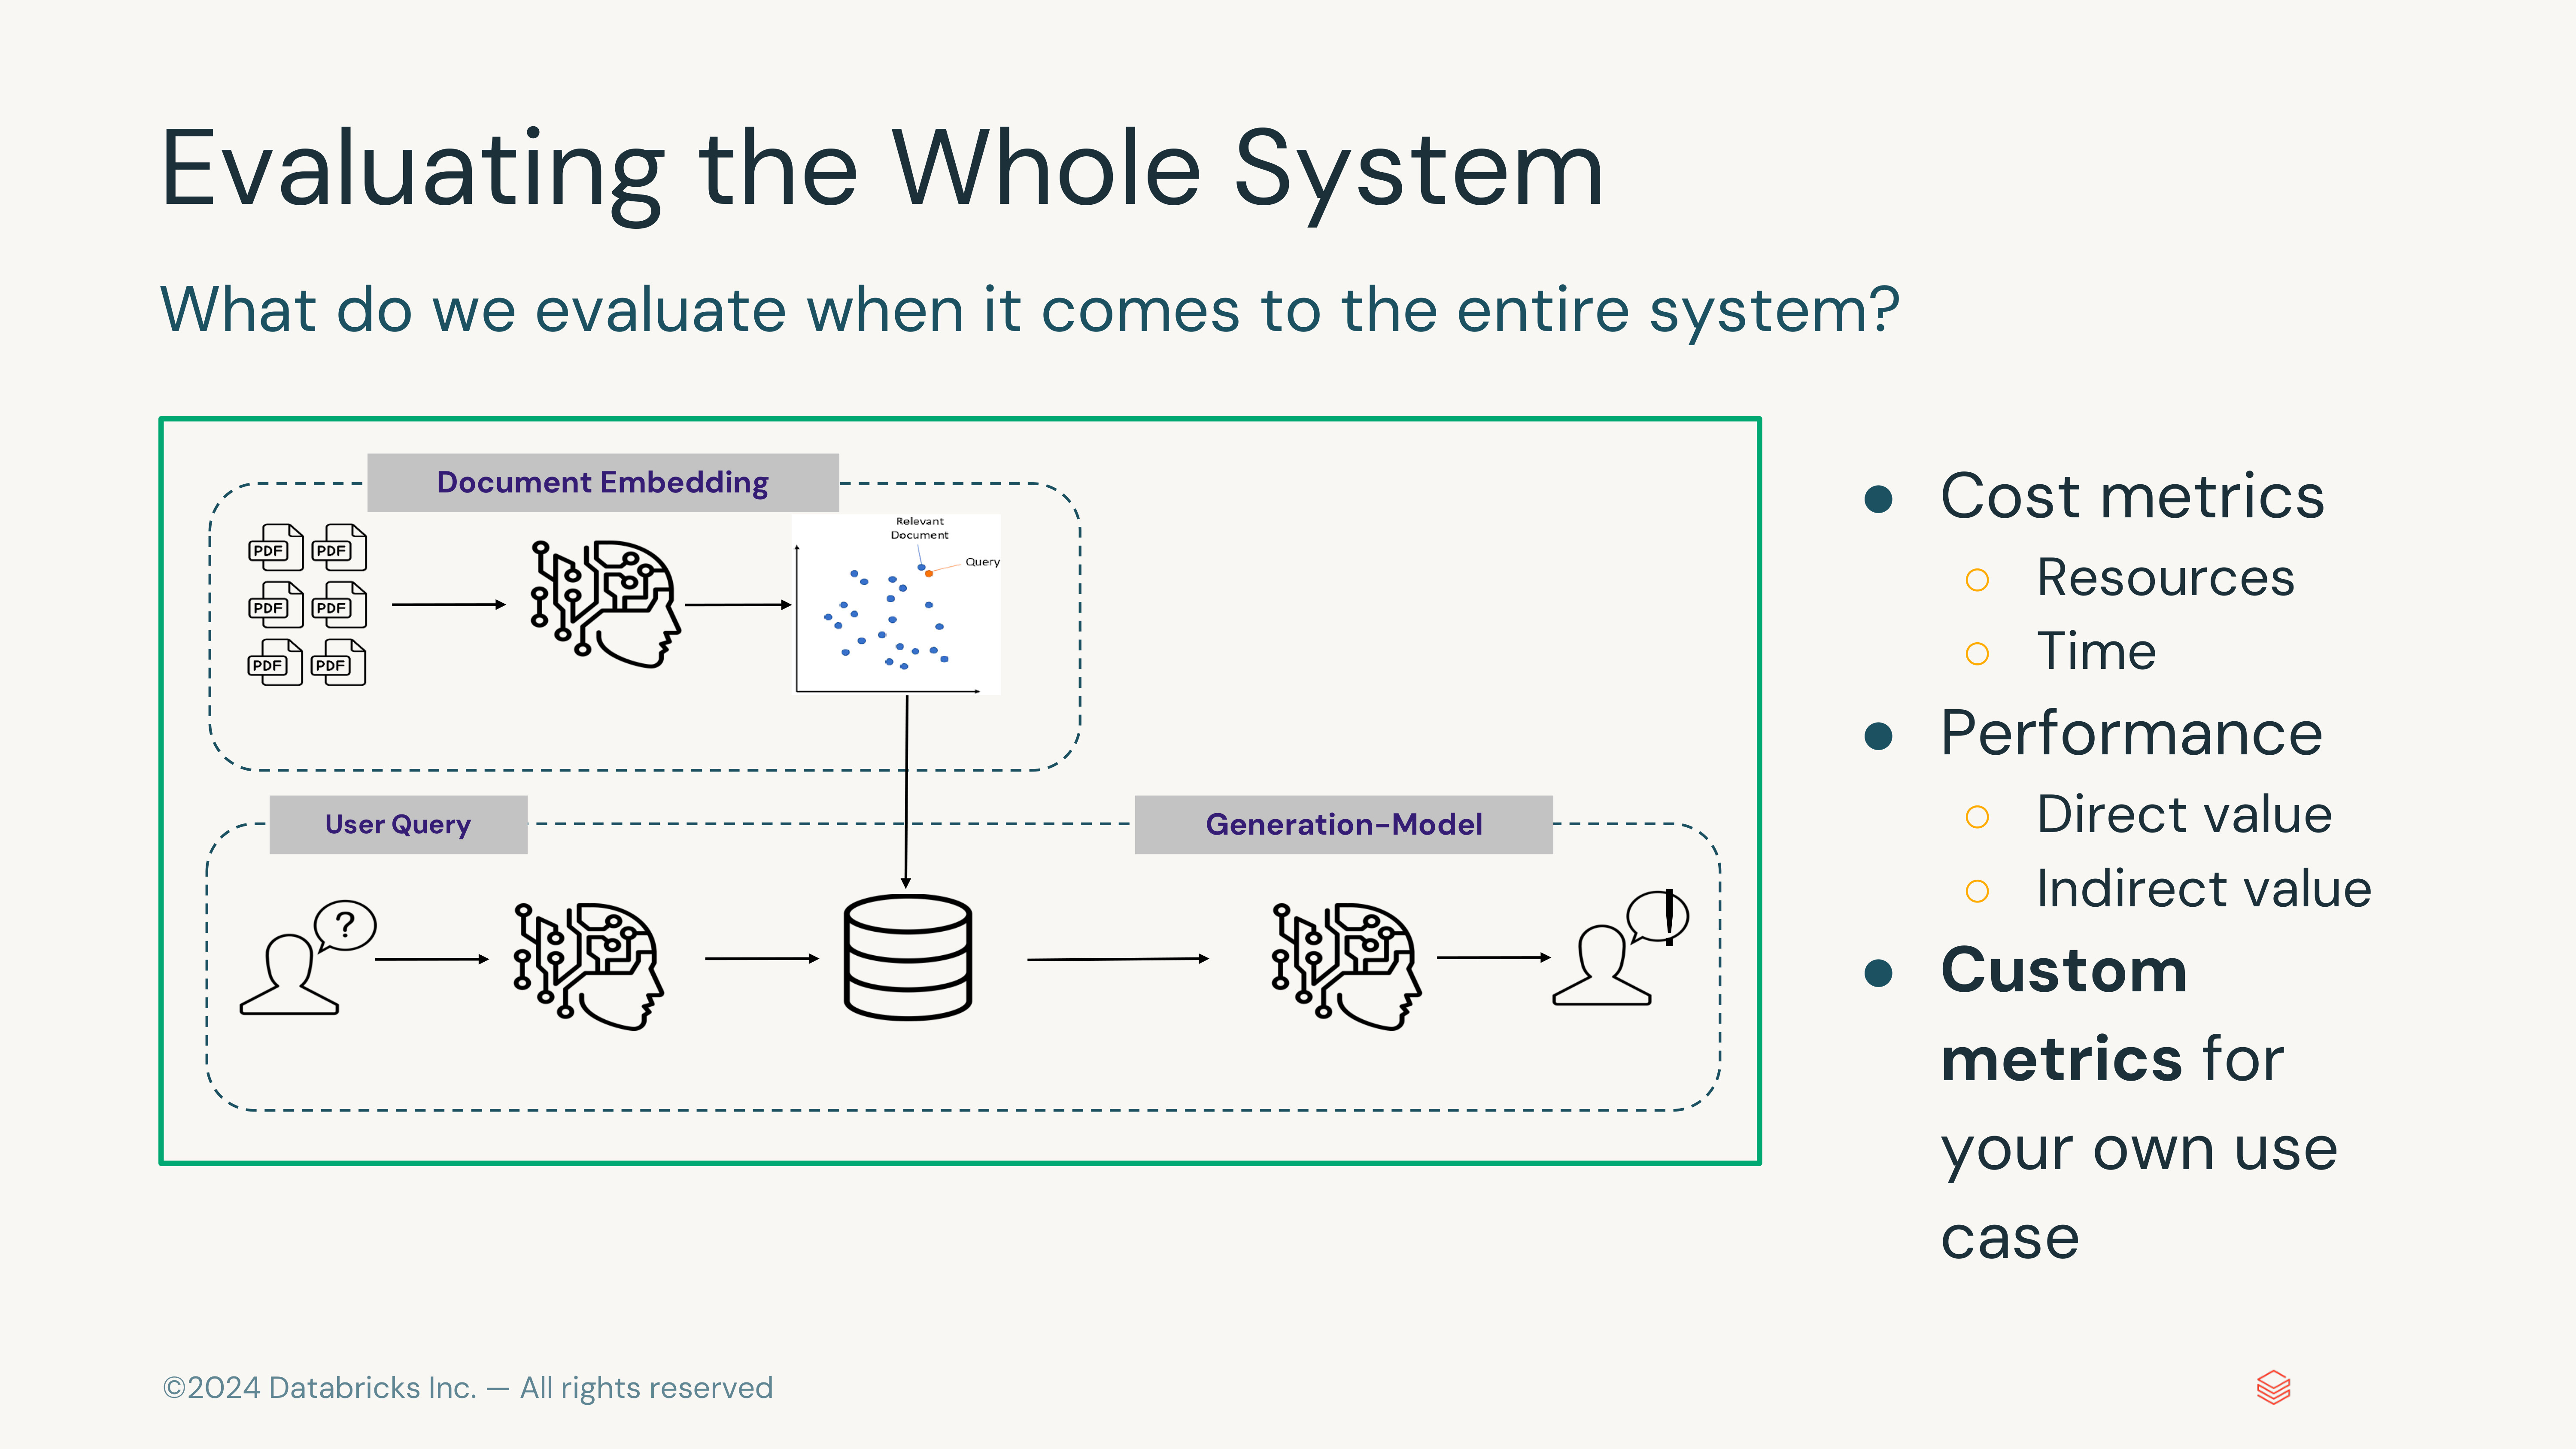 Evaluating the Whole System
What do we evaluate when it comes to the entire system?
Document Embedding
PDF PDF
PDF PDF
PDF PDF
Relevant
Document
Query
User Query
Generation-Model
?
!
● Cost metrics
○ Resources
○ Time
● Performance
○ Direct value
○ Indirect value
● Custom
metrics for
your own use
case
©2024 Databricks Inc. — All rights reserved